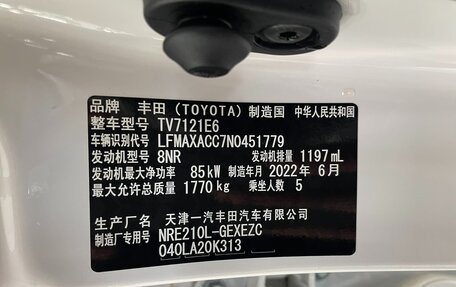 品牌 丰田(TOYOTA) 制造国 中华人民共和国
整车型号 TV7121E6
车辆识别代号 LFMAXACC7N0451779
发动机型号 8NR 发动机排量 1197mL
发动机最大净功率 85kW 制造年月 2022年6月
最大允许总质量 1770kg 乘坐人数 5
生产厂名 天津一汽丰田汽车有限公司
制造厂专用号 NRE210L-GEXEZC
040LA20K313